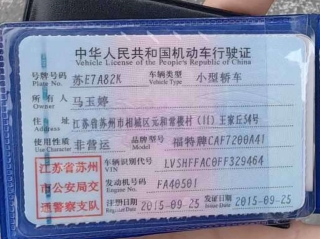 中华人民共和国机动车行驶证
Vehicle License of the People's Republic of China
号牌号码 苏E7A82K 车辆类型 小型轿车
Plate No. Vehicle Type
所有人 马玉婷
Owner
住址 江苏省苏州市相城区元和常楼村(11)王家丘54号
Address
使用性质 非营运 品牌型号 福特牌CAF7200A41
Use Character Model
江苏省苏州市公安局交通警察支队
车辆识别代号 LVSHFFAC0FF329464
VIN
发动机号码 FA40501
Engine No.
注册日期 2015-09-25 发证日期 2015-09-25
Register Date Issue Date